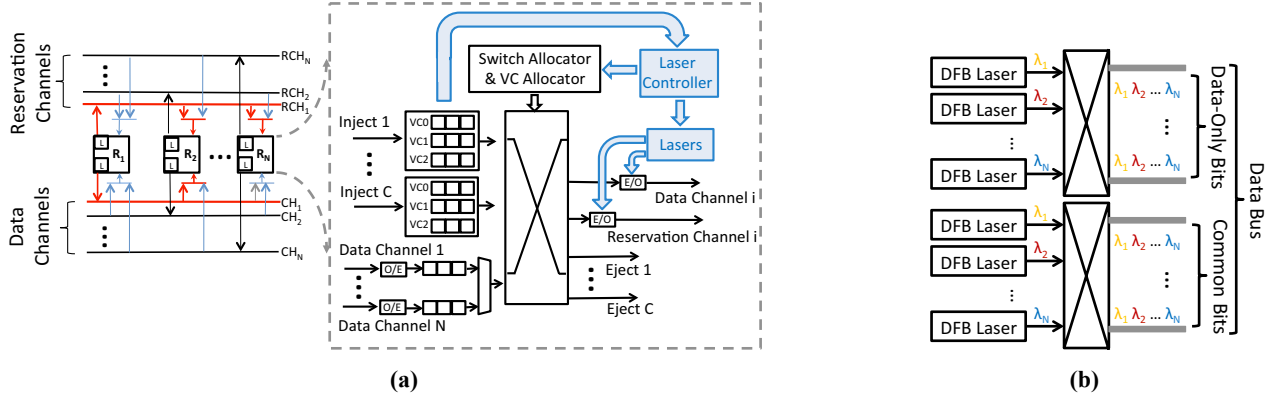 Reservation
Channels
RCH_N
RCH_2
RCH_1
L
L
R_1
L
L
R_2
L
L
R_N
Data
Channels
CH_1
CH_2
CH_N
Switch Allocator
& VC Allocator
Laser
Controller
Lasers
Inject 1
VC0
VC1
VC2
Inject C
VC0
VC1
VC2
E/O
Data Channel i
E/O
Reservation Channel i
Data Channel 1
O/E
O/E
Data Channel N
Eject 1
Eject C
(a)
DFB Laser λ_1
DFB Laser λ_2
...
DFB Laser λ_N
λ_1 λ_2 ... λ_N
...
λ_1 λ_2 ... λ_N
Data-Only Bits
DFB Laser λ_1
DFB Laser λ_2
...
DFB Laser λ_N
λ_1 λ_2 ... λ_N
...
λ_1 λ_2 ... λ_N
Common Bits
Data Bus
(b)